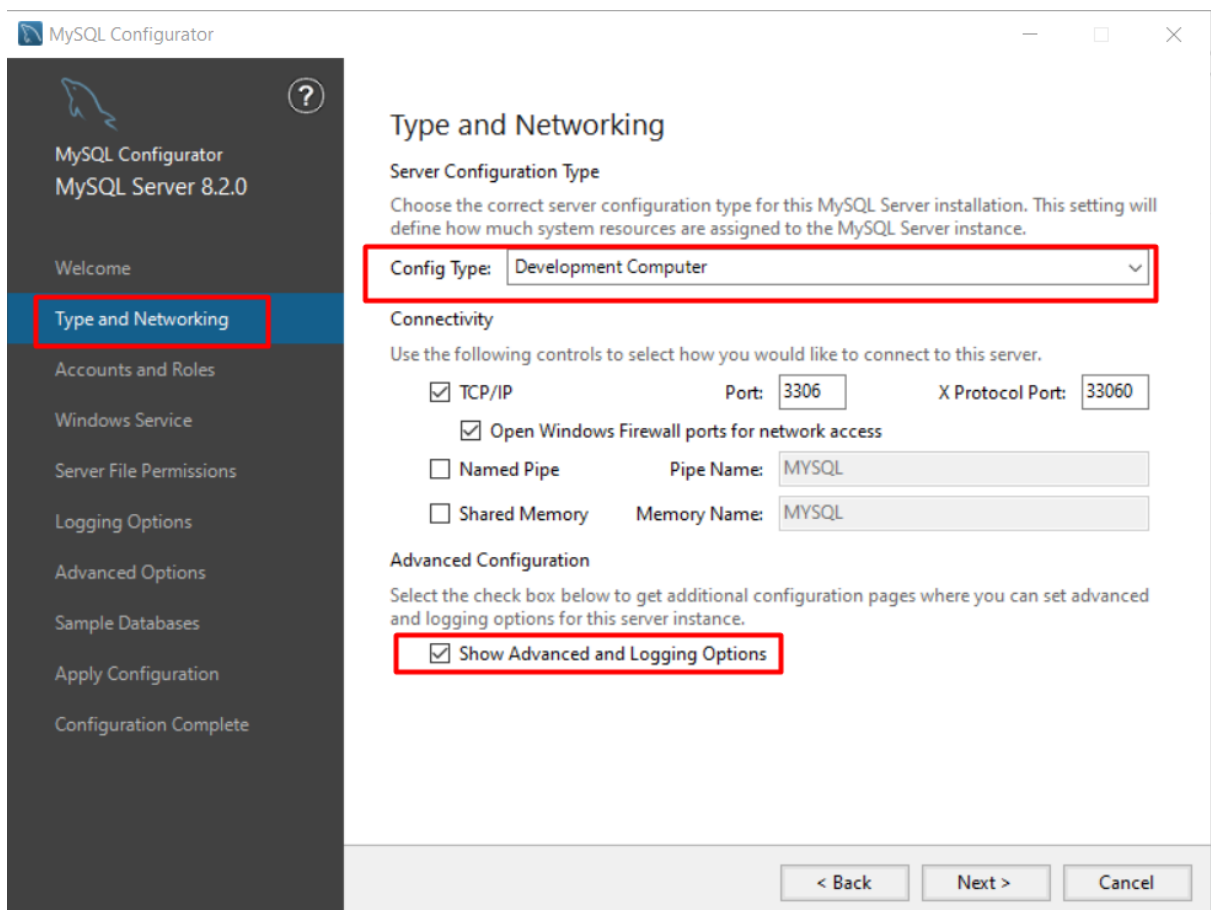 MySQL Configurator
?
MySQL Configurator
MySQL Server 8.2.0
Welcome
Type and Networking
Accounts and Roles
Windows Service
Server File Permissions
Logging Options
Advanced Options
Sample Databases
Apply Configuration
Configuration Complete
Type and Networking
Server Configuration Type
Choose the correct server configuration type for this MySQL Server installation. This setting will
define how much system resources are assigned to the MySQL Server instance.
Config Type: Development Computer
Connectivity
Use the following controls to select how you would like to connect to this server.
TCP/IP Port: 3306 X Protocol Port: 33060
Open Windows Firewall ports for network access
Named Pipe Pipe Name: MYSQL
Shared Memory Memory Name: MYSQL
Advanced Configuration
Select the check box below to get additional configuration pages where you can set advanced
and logging options for this server instance.
Show Advanced and Logging Options
< Back Next > Cancel